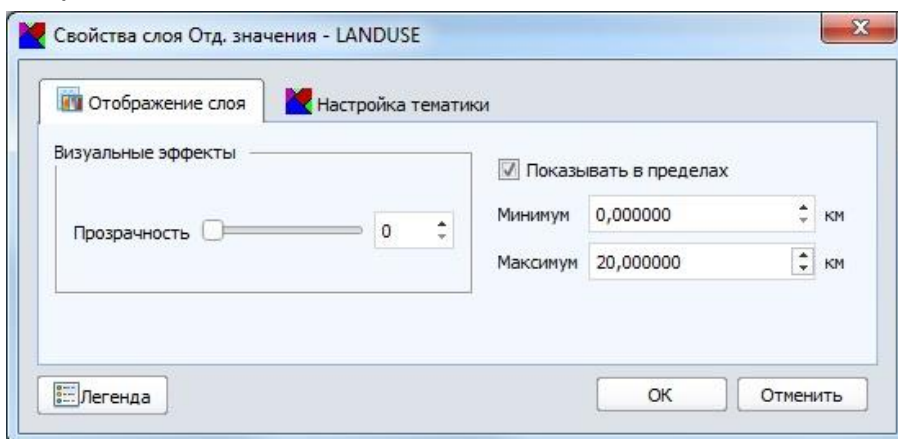 Свойства слоя Отд. значения - LANDUSE
Отображение слоя
Настройка тематики
Визуальные эффекты
Прозрачность 0
Показывать в пределах
Минимум 0,000000 км
Максимум 20,000000 км
Легенда
ОК
Отменить